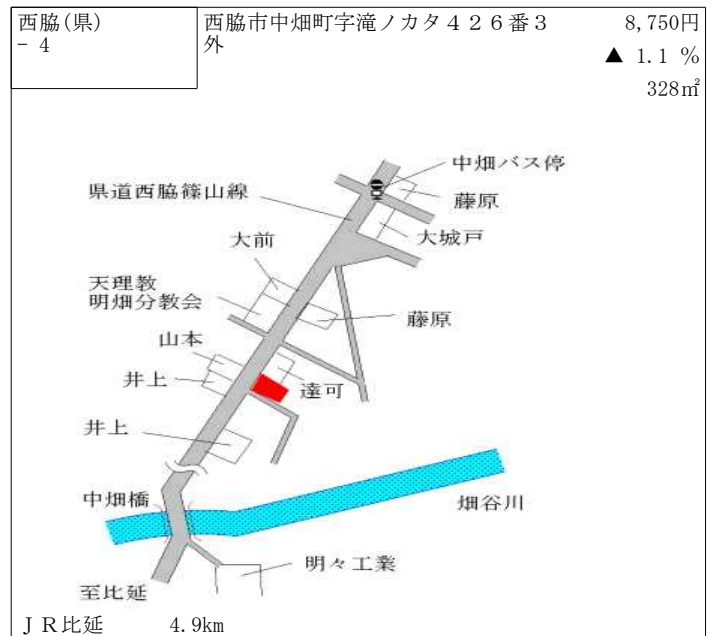 西脇(県)
- 4
西脇市中畑町字滝ノカタ４２６番３
外
8,750円
▲ 1.1 %
328㎡
中畑バス停
県道西脇篠山線
藤原
大城戸
大前
天理教
明畑分教会
藤原
山本
井上
達可
井上
中畑橋
畑谷川
明々工業
至比延
ＪＲ比延 4.9km